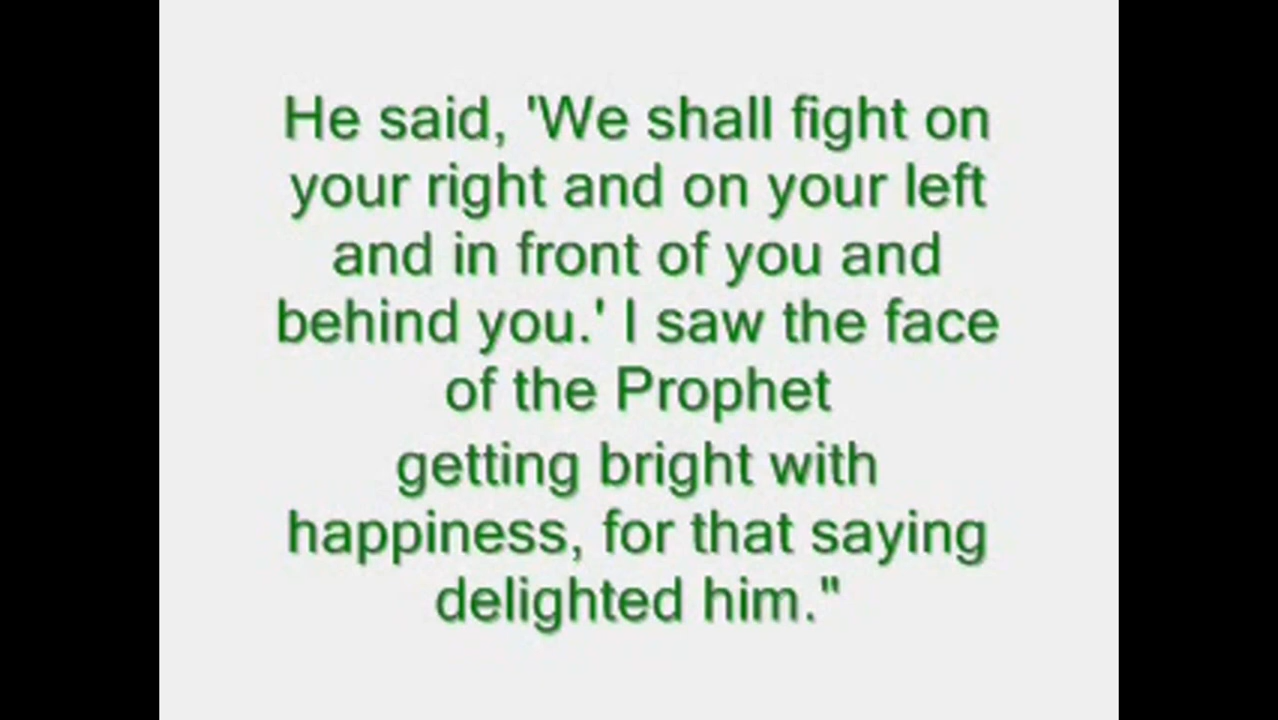 He said, 'We shall fight on
your right and on your left
and in front of you and
behind you.' I saw the face
of the Prophet
getting bright with
happiness, for that saying
delighted him."